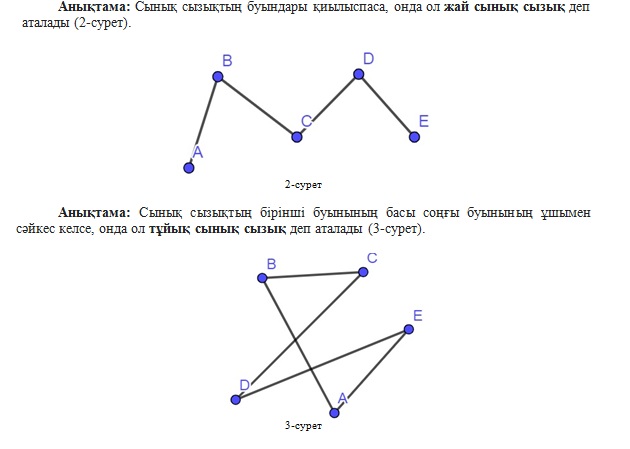 Анықтама: Сынық сызықтың буындары қиылыспаса, онда ол жай сынық сызық деп
аталады (2-сурет).
B
D
C
E
A
2-сурет
Анықтама: Сынық сызықтың бірінші буынының басы соңғы буынының ұшымен
сәйкес келсе, онда ол тұйық сынық сызық деп аталады (3-сурет).
B
C
E
D
A
3-сурет